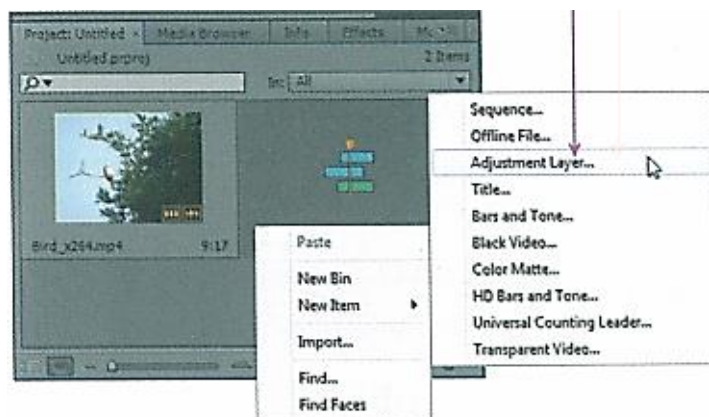 Project: Untitled × Media Browser Info Effects
Untitled.prproj 2 Items
In: All
Bird_x264.mp4 9:17
Paste
New Bin
New Item
Import...
Find...
Find Faces
Sequence...
Offline File...
Adjustment Layer...
Title...
Bars and Tone...
Black Video...
Color Matte...
HD Bars and Tone...
Universal Counting Leader...
Transparent Video...